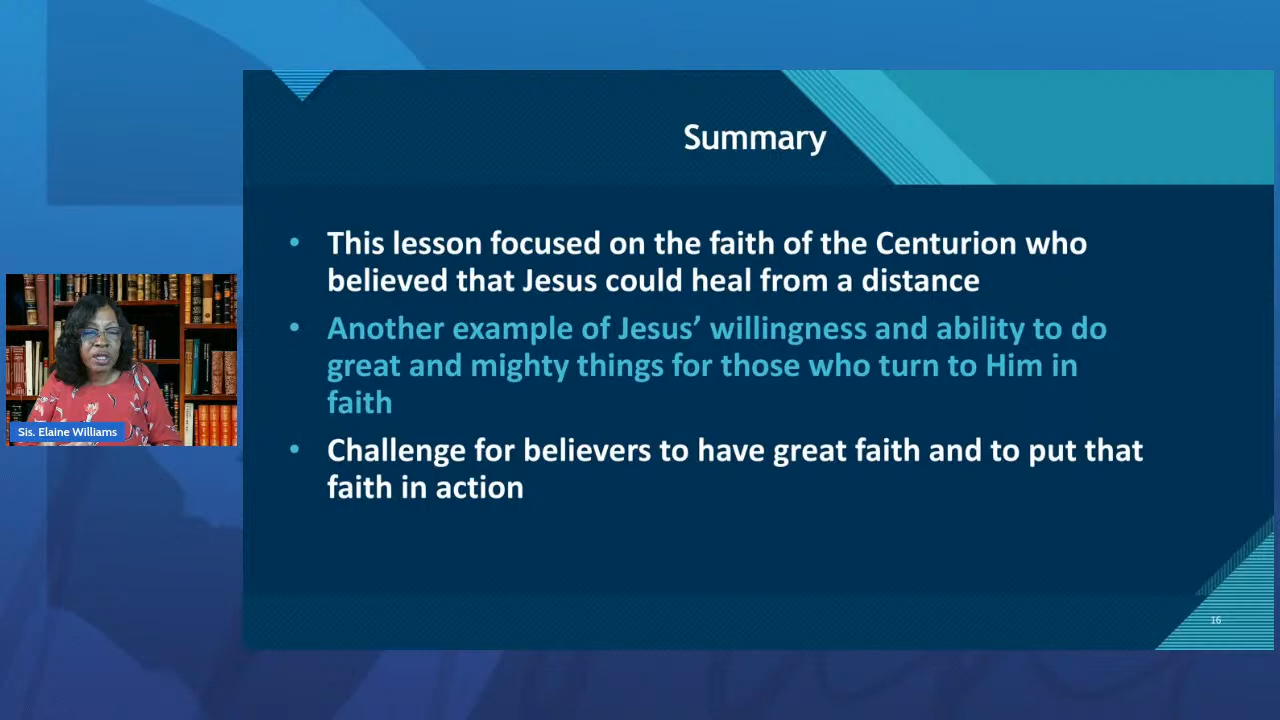 Summary
• This lesson focused on the faith of the Centurion who
believed that Jesus could heal from a distance
• Another example of Jesus’ willingness and ability to do
great and mighty things for those who turn to Him in
faith
• Challenge for believers to have great faith and to put that
faith in action
Sis. Elaine Williams
16